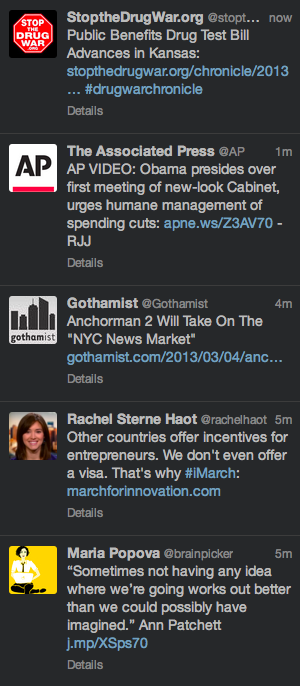 STOP
THE
DRUG
WAR
.ORG
StoptheDrugWar.org @stopt... now
Public Benefits Drug Test Bill
Advances in Kansas:
stopthedrugwar.org/chronicle/2013
… #drugwarchronicle
Details
AP
The Associated Press @AP 1m
AP VIDEO: Obama presides over
first meeting of new-look Cabinet,
urges humane management of
spending cuts: apne.ws/Z3AV70 -
RJJ
Details
gothamist
Gothamist @Gothamist 4m
Anchorman 2 Will Take On The
"NYC News Market"
gothamist.com/2013/03/04/anc…
Details
Rachel Sterne Haot @rachelhaot 5m
Other countries offer incentives for
entrepreneurs. We don't even offer
a visa. That's why #iMarch:
marchforinnovation.com
Details
Maria Popova @brainpicker 5m
“Sometimes not having any idea
where we’re going works out better
than we could possibly have
imagined.” Ann Patchett
j.mp/XSps70
Details